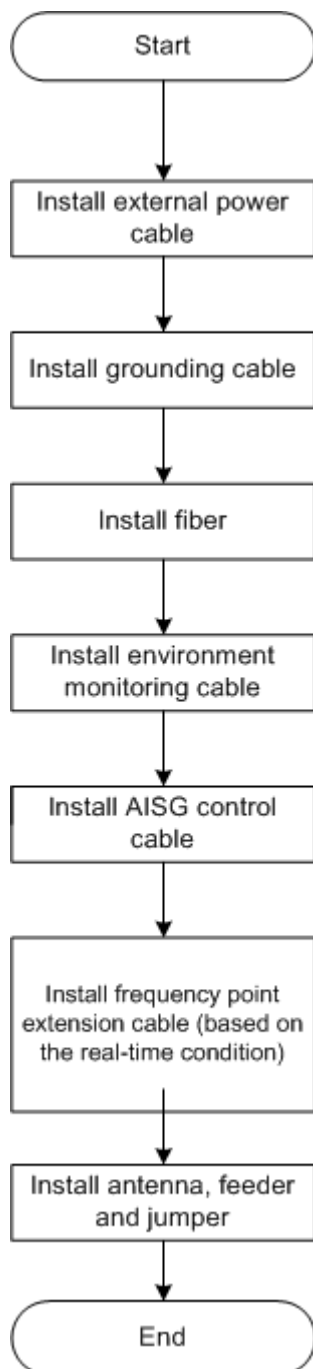 Start
Install external power
cable
Install grounding cable
Install fiber
Install environment
monitoring cable
Install AISG control
cable
Install frequency point
extension cable (based on
the real-time condition)
Install antenna, feeder
and jumper
End